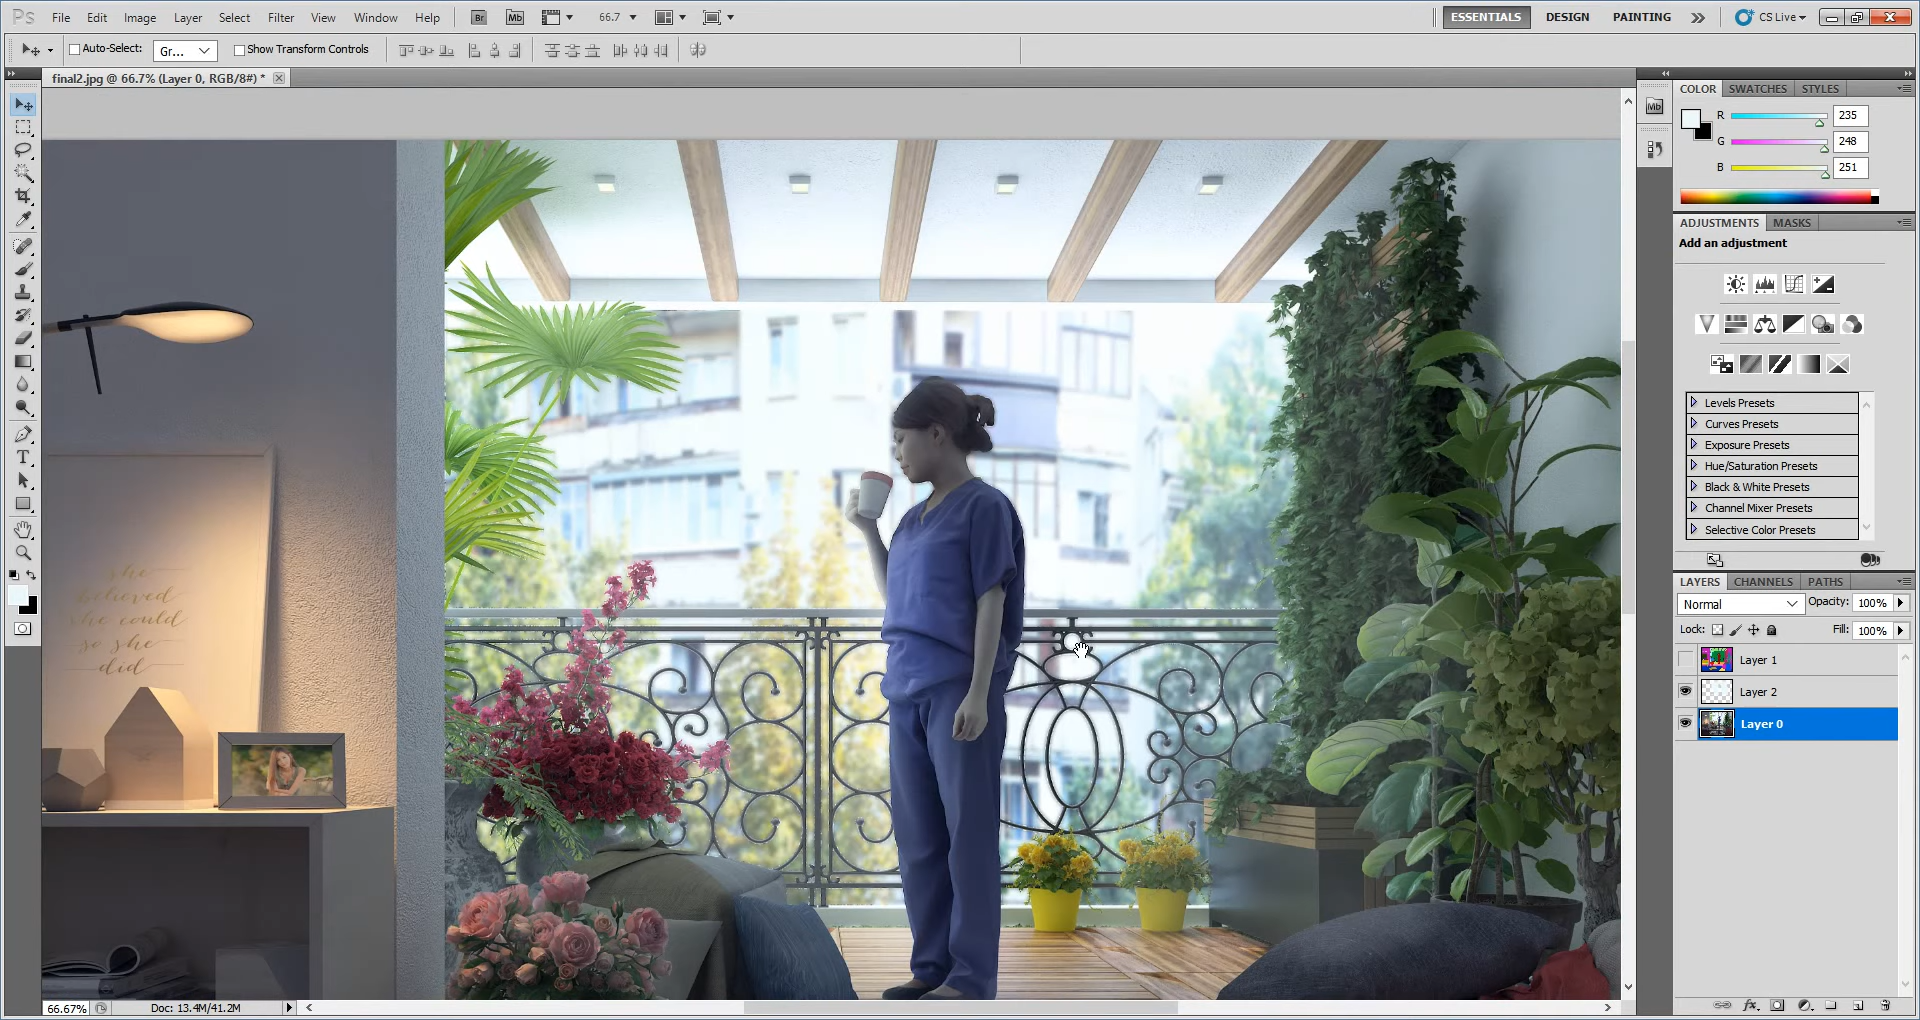 Ps File Edit Image Layer Select Filter View Window Help Br Mb 66.7 ESSENTIALS DESIGN PAINTING CS Live
Auto-Select: Gr... Show Transform Controls
final2.jpg @ 66.7% (Layer 0, RGB/8#) *
Mb
COLOR SWATCHES STYLES
R 235
G 248
B 251
ADJUSTMENTS MASKS
Add an adjustment
Levels Presets
Curves Presets
Exposure Presets
Hue/Saturation Presets
Black & White Presets
Channel Mixer Presets
Selective Color Presets
LAYERS CHANNELS PATHS
Normal Opacity: 100%
Lock: Fill: 100%
Layer 1
Layer 2
Layer 0
she
believed
she could
so she
did
66.67% Doc: 13.4M/41.2M